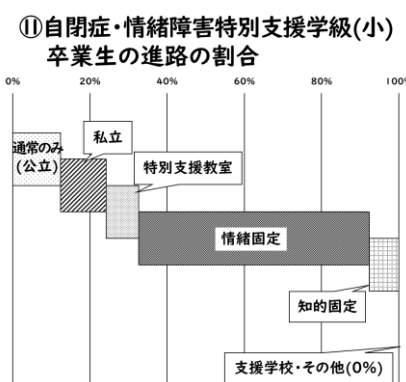 ⑪自閉症・情緒障害特別支援学級(小)
卒業生の進路の割合
0% 20% 40% 60% 80% 100%
通常のみ
(公立)
私立
特別支援教室
情緒固定
知的固定
支援学校・その他(0%)